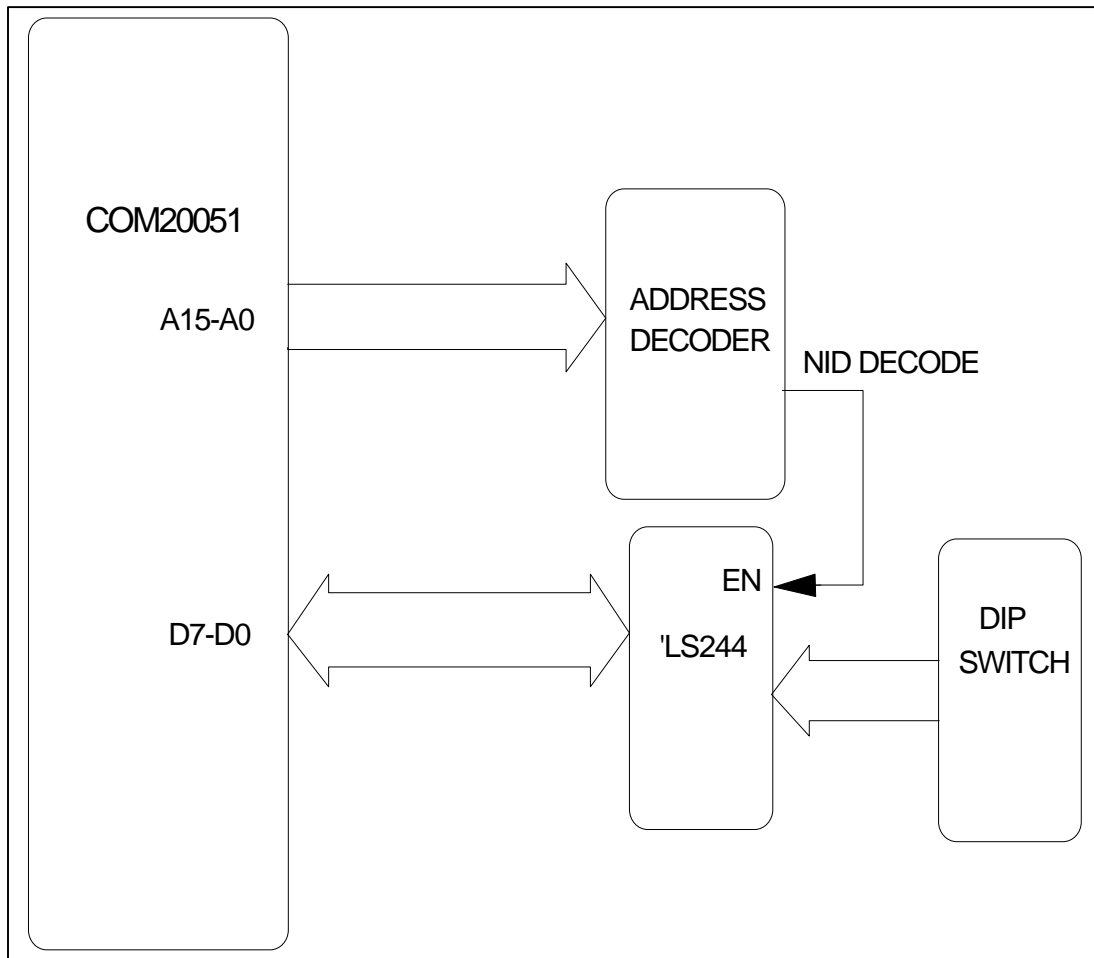 COM20051
A15-A0
ADDRESS
DECODER
NID DECODE
D7-D0
EN
'LS244
DIP
SWITCH